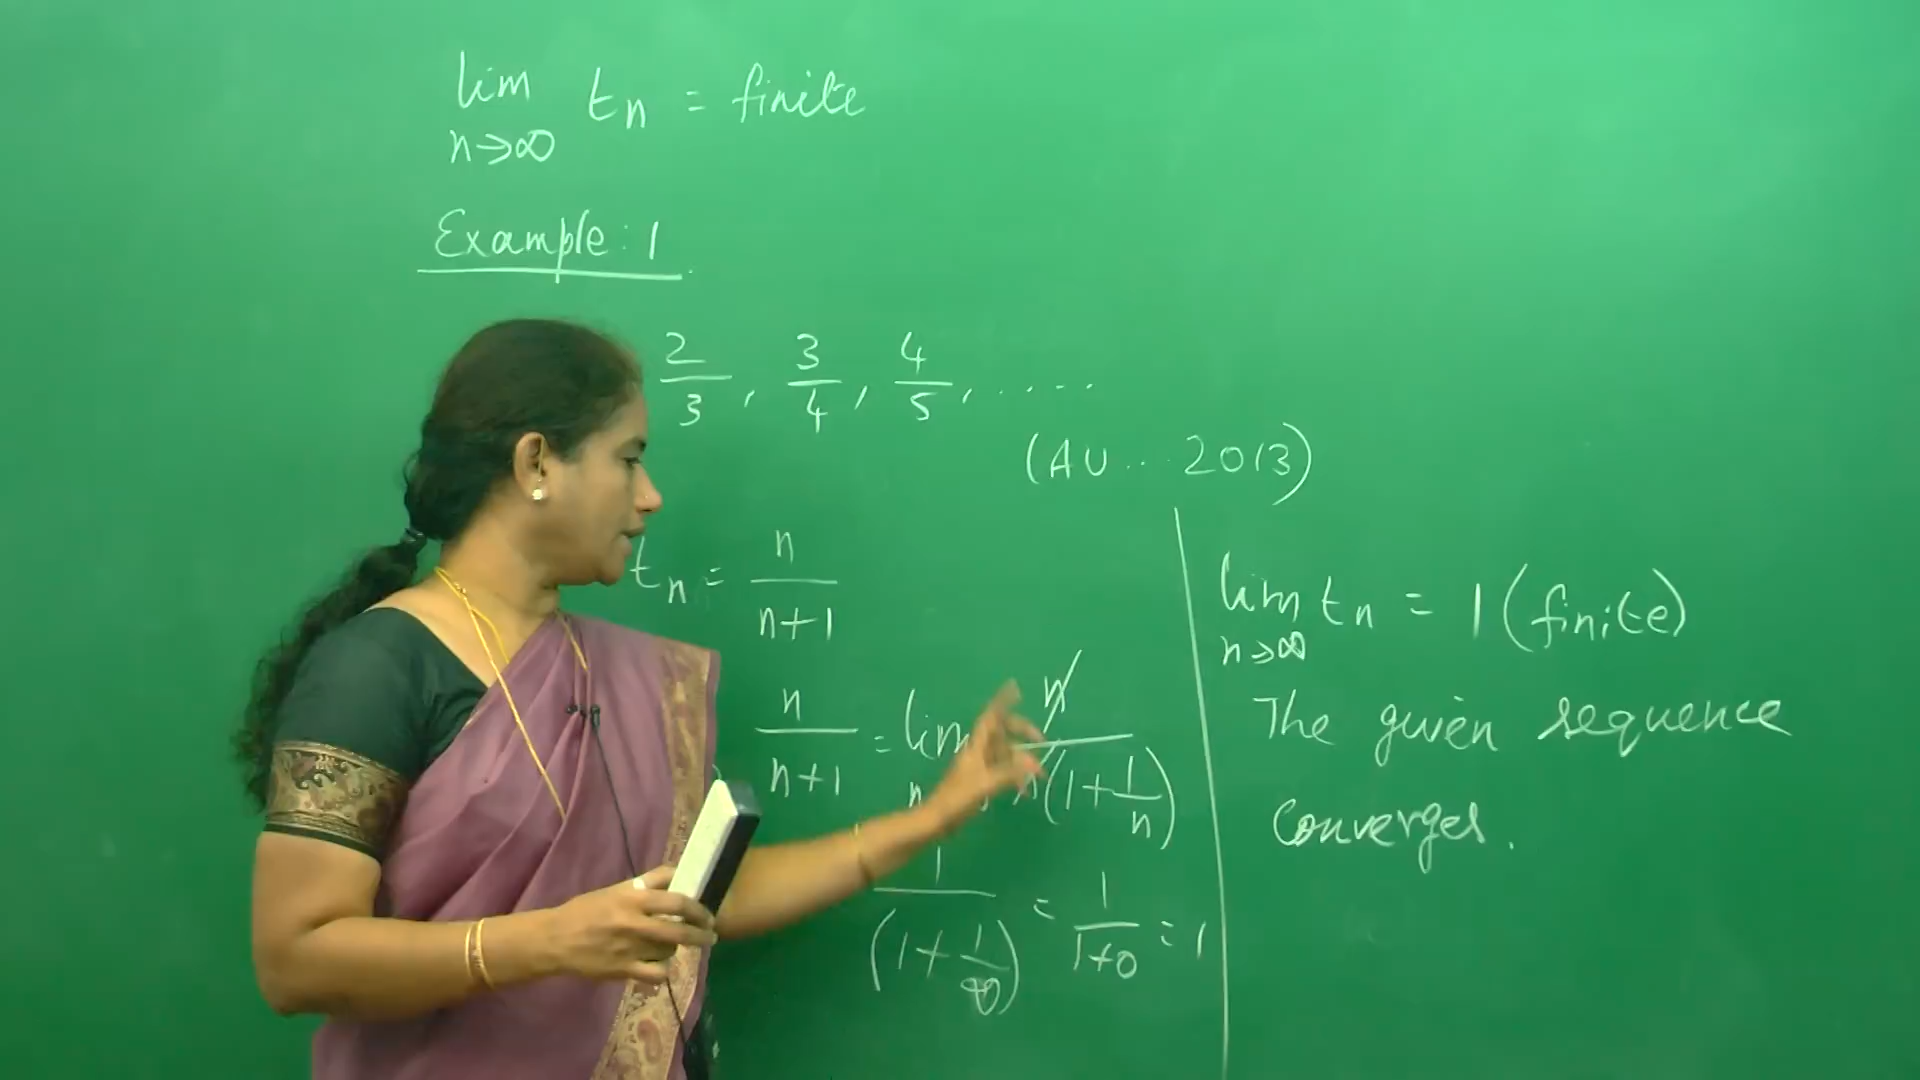 lim tn = finite
n→∞
Example: 1
2/3, 3/4, 4/5, .....
(AU ... 2013)
tn = n/n+1
n/n+1 = lim n/n(1+1/n)
1/(1+1/∞) = 1/1+0 = 1
lim tn = 1 (finite)
n→∞
The given sequence
Converges.